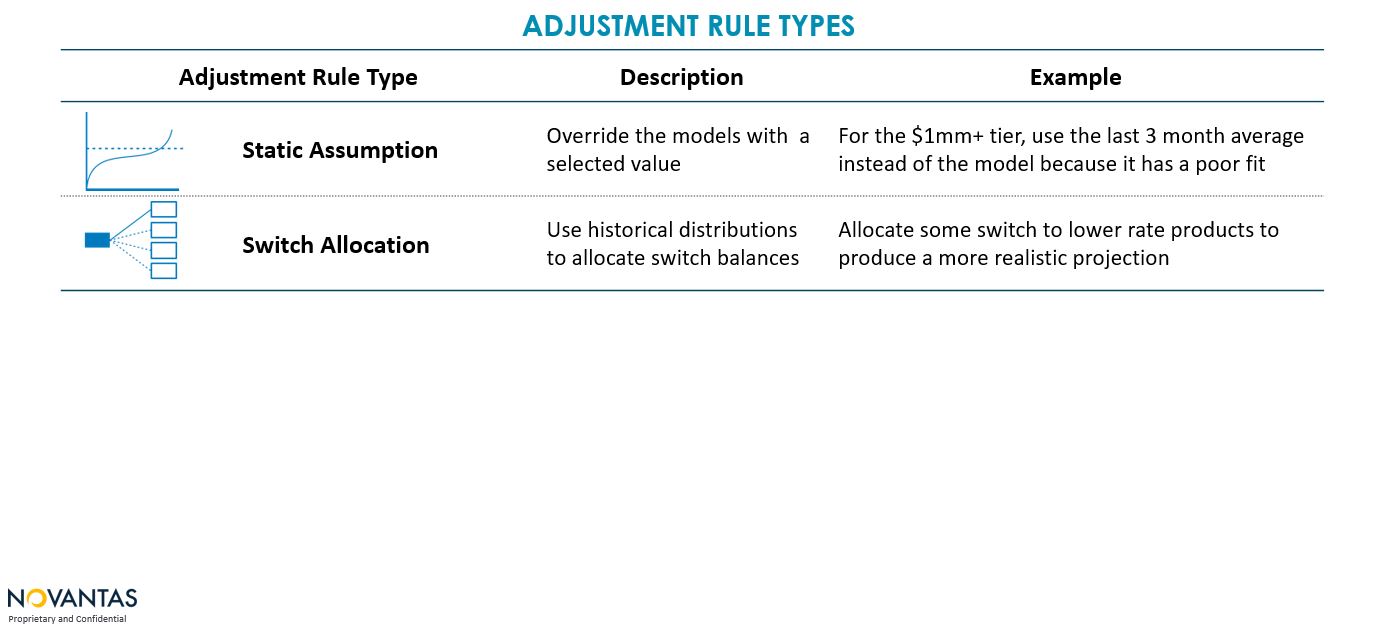 ADJUSTMENT RULE TYPES
Adjustment Rule Type Description Example
Static Assumption
Override the models with a
selected value
For the $1mm+ tier, use the last 3 month average
instead of the model because it has a poor fit
Switch Allocation
Use historical distributions
to allocate switch balances
Allocate some switch to lower rate products to
produce a more realistic projection
NOVANTAS
Proprietary and Confidential